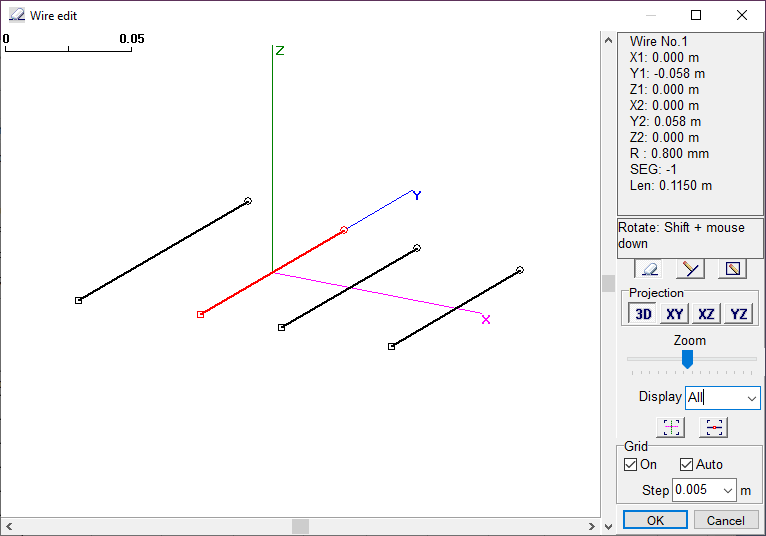 Wire edit
0
0.05
Z
Y
X
Wire No.1
X1: 0.000 m
Y1: -0.058 m
Z1: 0.000 m
X2: 0.000 m
Y2: 0.058 m
Z2: 0.000 m
R : 0.800 mm
SEG: -1
Len: 0.1150 m
Rotate: Shift + mouse
down
Projection
3D XY XZ YZ
Zoom
Display All
Grid
On Auto
Step 0.005 m
OK Cancel